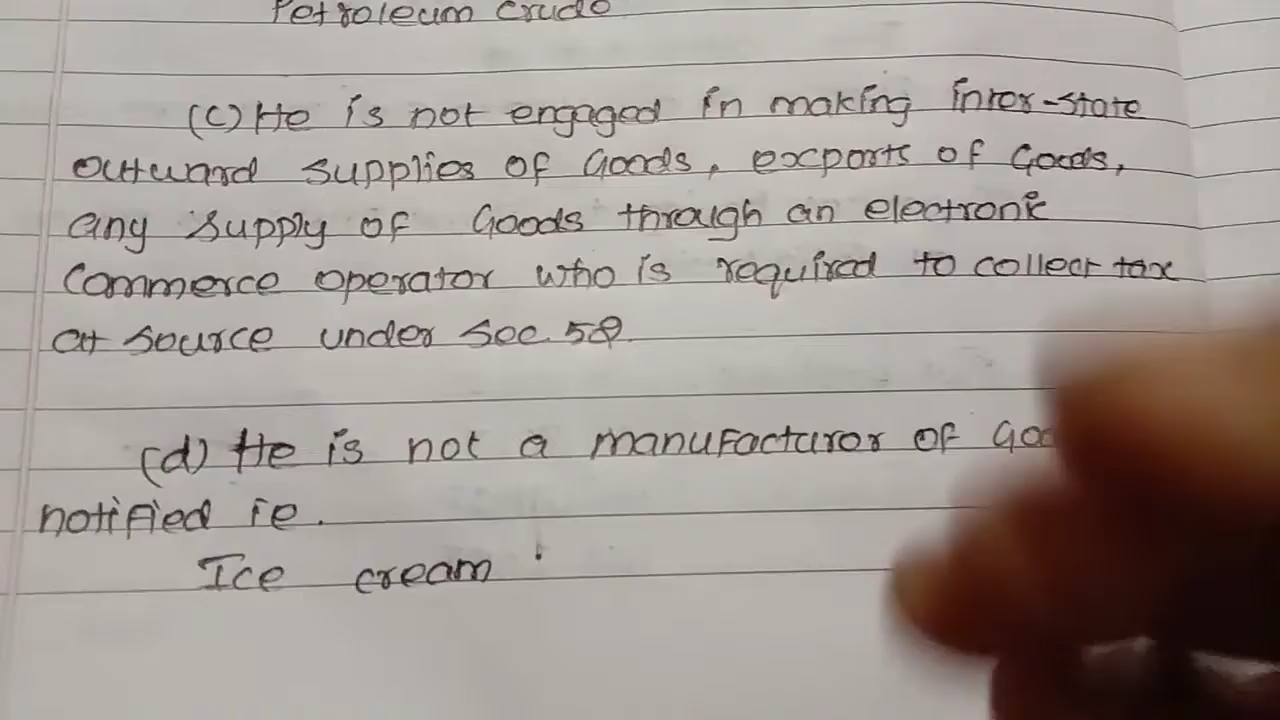 Petroleum crude
(c) He is not engaged in making inter-state
outward supplies of Goods, exports of Goods,
any supply of Goods through an electronic
Commerce operator who is required to collect tax
at source under Sec. 52.
(d) He is not a manufacturer of
notified ie.
Ice cream